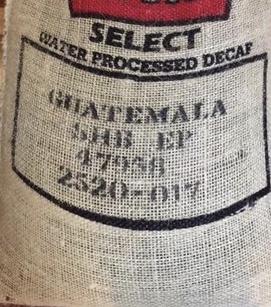 SELECT
WATER PROCESSED DECAF
GUATEMALA
SHB EP
47958
2520-017